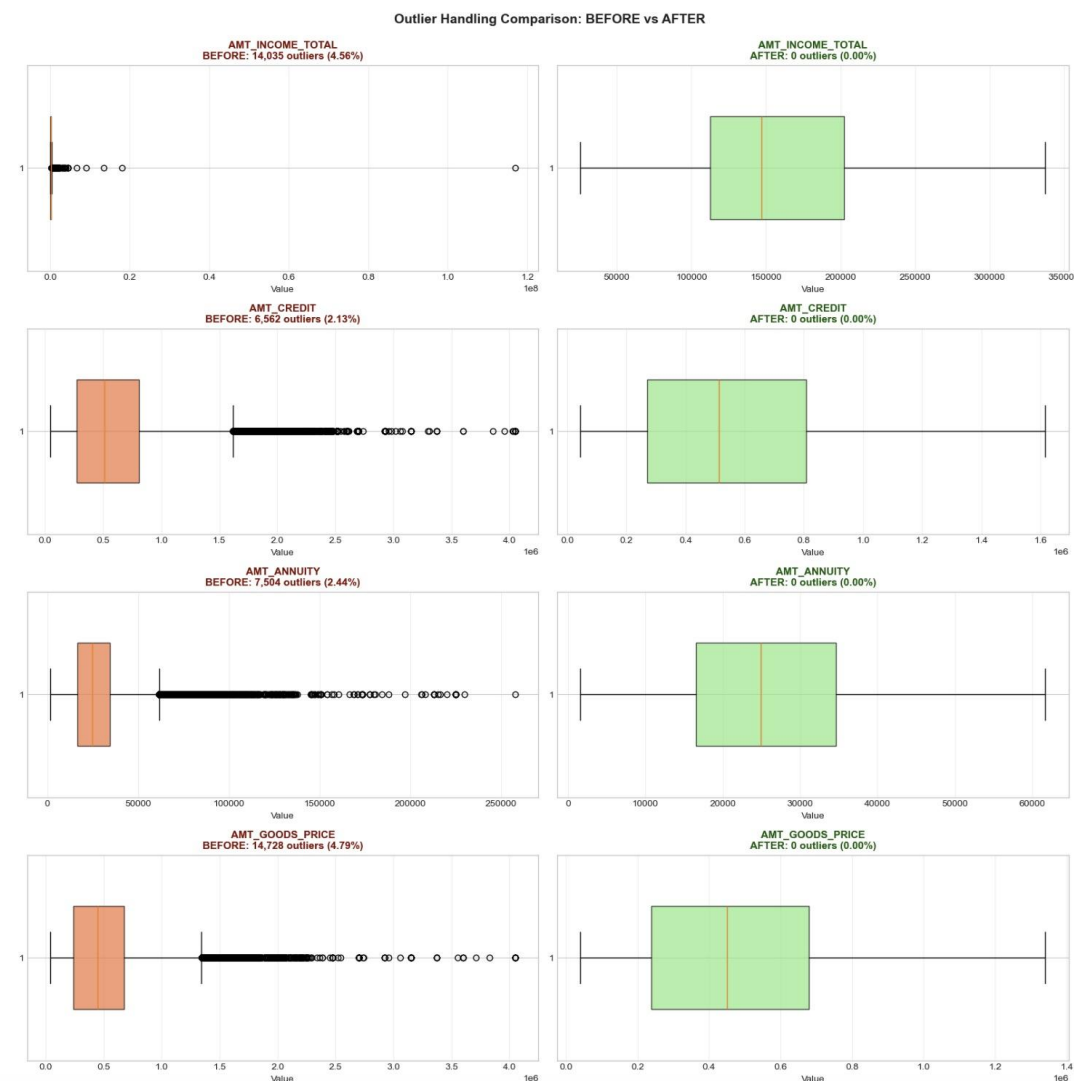 Outlier Handling Comparison: BEFORE vs AFTER
AMT_INCOME_TOTAL
BEFORE: 14,035 outliers (4.56%)
1
0.0 0.2 0.4 0.6 0.8 1.0 1.2
Value
1e8
AMT_INCOME_TOTAL
AFTER: 0 outliers (0.00%)
1
50000 100000 150000 200000 250000 300000 35000
Value
AMT_CREDIT
BEFORE: 6,562 outliers (2.13%)
1
0.0 0.5 1.0 1.5 2.0 2.5 3.0 3.5 4.0
Value
1e6
AMT_CREDIT
AFTER: 0 outliers (0.00%)
1
0.0 0.2 0.4 0.6 0.8 1.0 1.2 1.4 1.6
Value
1e6
AMT_ANNUITY
BEFORE: 7,504 outliers (2.44%)
1
0 50000 100000 150000 200000 250000
Value
AMT_ANNUITY
AFTER: 0 outliers (0.00%)
1
0 10000 20000 30000 40000 50000 60000
Value
AMT_GOODS_PRICE
BEFORE: 14,728 outliers (4.79%)
1
0.0 0.5 1.0 1.5 2.0 2.5 3.0 3.5 4.0
Value
1e6
AMT_GOODS_PRICE
AFTER: 0 outliers (0.00%)
1
0.0 0.2 0.4 0.6 0.8 1.0 1.2 1.4
Value
1e6